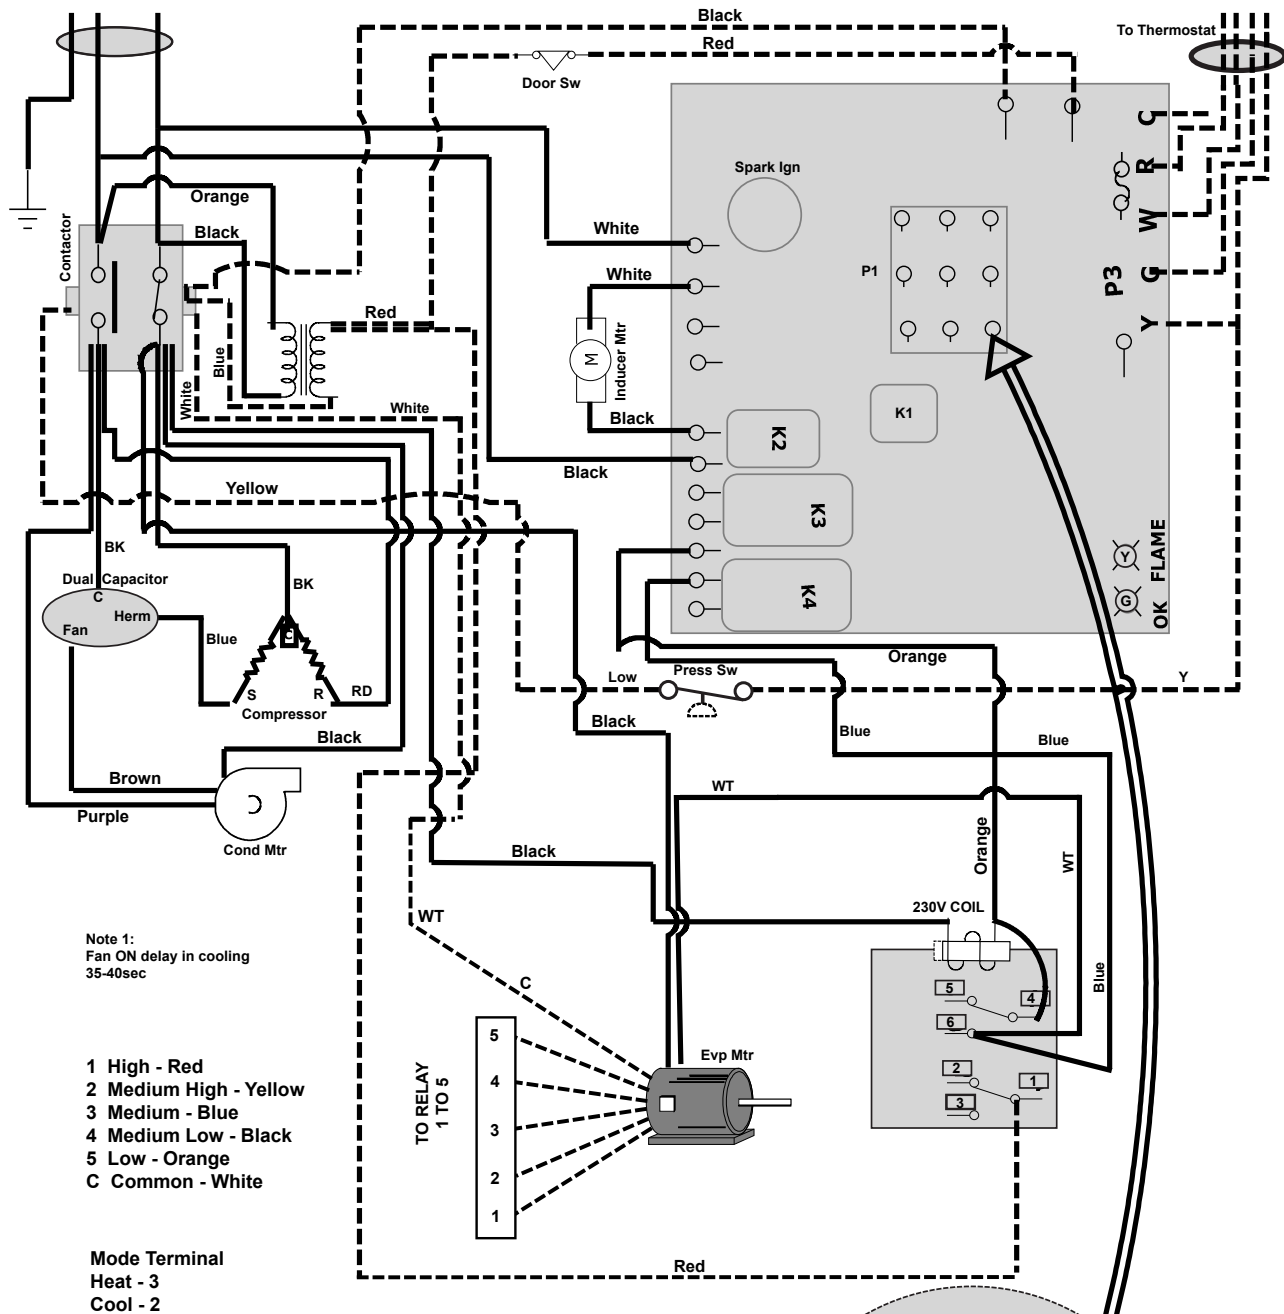 Black
To Thermostat
Red
Door Sw
C
Spark Ign
R
Orange
W
Black
White
Contactor
P1
P3
G
White
Red
Y
Inducer Mtr
M
Blue
White
White
K1
Black
K2
Black
Yellow
K3
BK
FLAME
Y
Dual Capacitor
C
BK
Herm
K4
G
OK
Fan
C
Blue
Orange
Low
Press Sw
Y
S
R
RD
Compressor
Black
Blue
Blue
Black
Brown
WT
Purple
Orange
Cond Mtr
Black
WT
230V COIL
WT
Note 1:
Fan ON delay in cooling
35-40sec
Blue
C
5
4
6
5
Evp Mtr
1 High - Red
2 Medium High - Yellow
3 Medium - Blue
4 Medium Low - Black
5 Low - Orange
C Common - White
TO RELAY
1 TO 5
4
3
2
1
2
1
3
Mode Terminal
Heat - 3
Cool - 2
Red